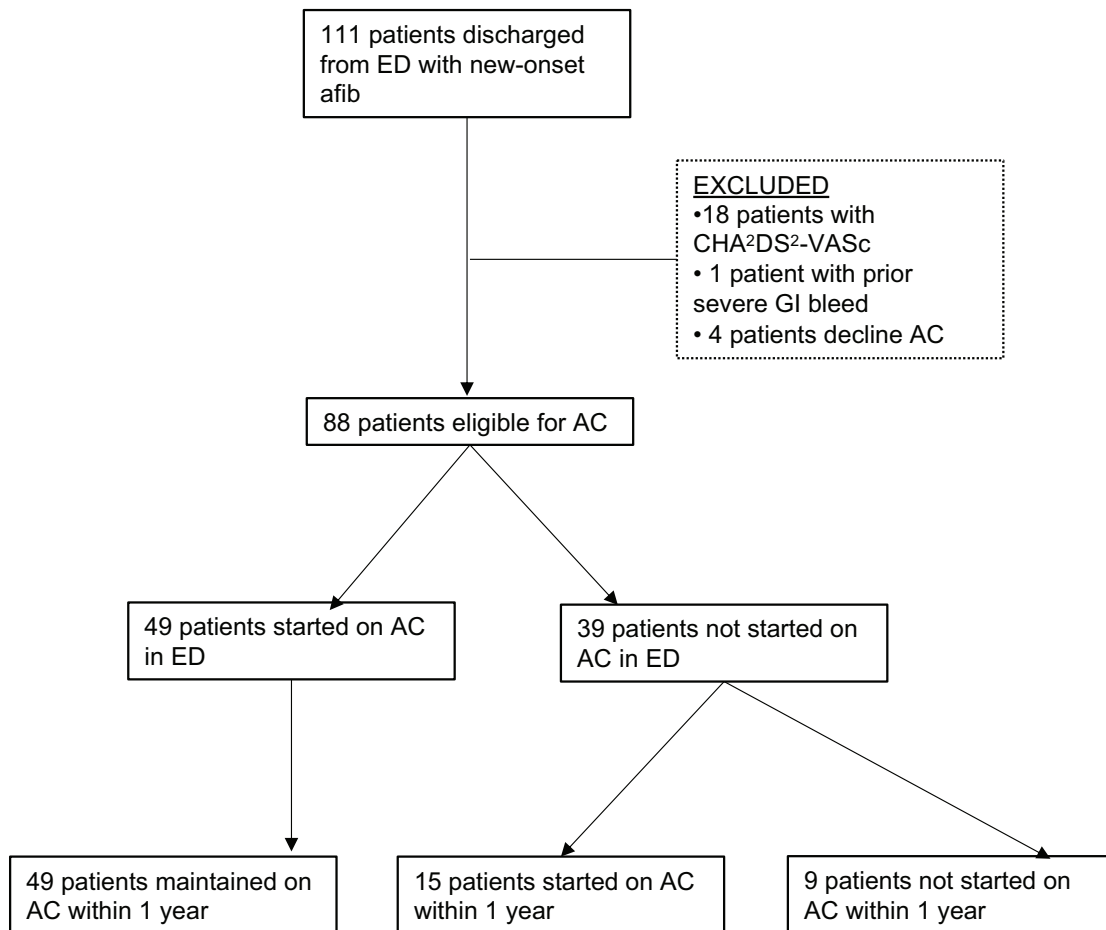 111 patients discharged
from ED with new-onset
afib
EXCLUDED
•18 patients with
CHA²DS²-VASc
• 1 patient with prior
severe GI bleed
• 4 patients decline AC
88 patients eligible for AC
49 patients started on AC
in ED
39 patients not started on
AC in ED
49 patients maintained on
AC within 1 year
15 patients started on AC
within 1 year
9 patients not started on
AC within 1 year